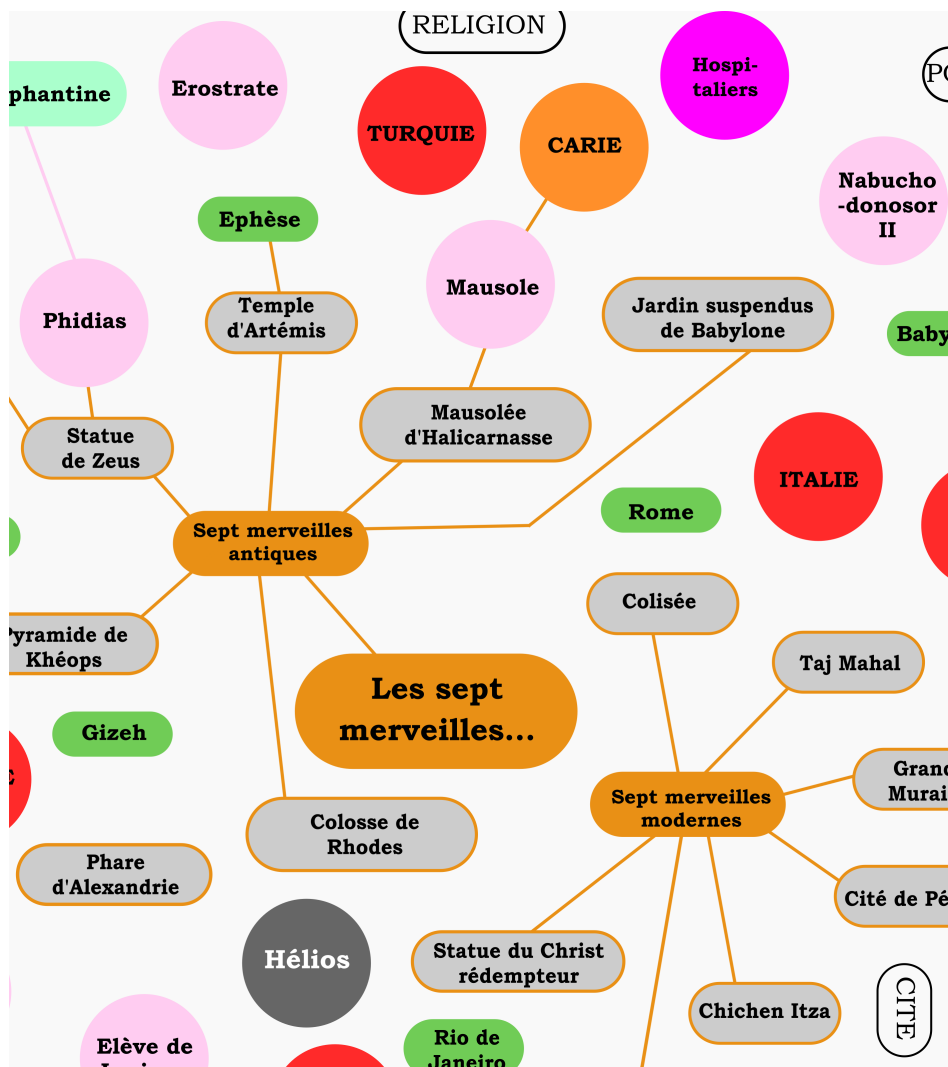 RELIGION
Hospi-
taliers
Erostrate
phantine
TURQUIE
CARIE
Nabucho
-donosor
II
Ephèse
Mausole
Temple
d'Artémis
Jardin suspendus
de Babylone
Phidias
Baby
Mausolée
d'Halicarnasse
Statue
de Zeus
ITALIE
Rome
Sept merveilles
antiques
Colisée
Pyramide de
Khéops
Taj Mahal
Les sept
merveilles...
Gizeh
Sept merveilles
modernes
Colosse de
Rhodes
Phare
d'Alexandrie
Cité de
Statue du Christ
rédempteur
Hélios
Chichen Itza
CITE
Rio de
Janeiro
Elève de